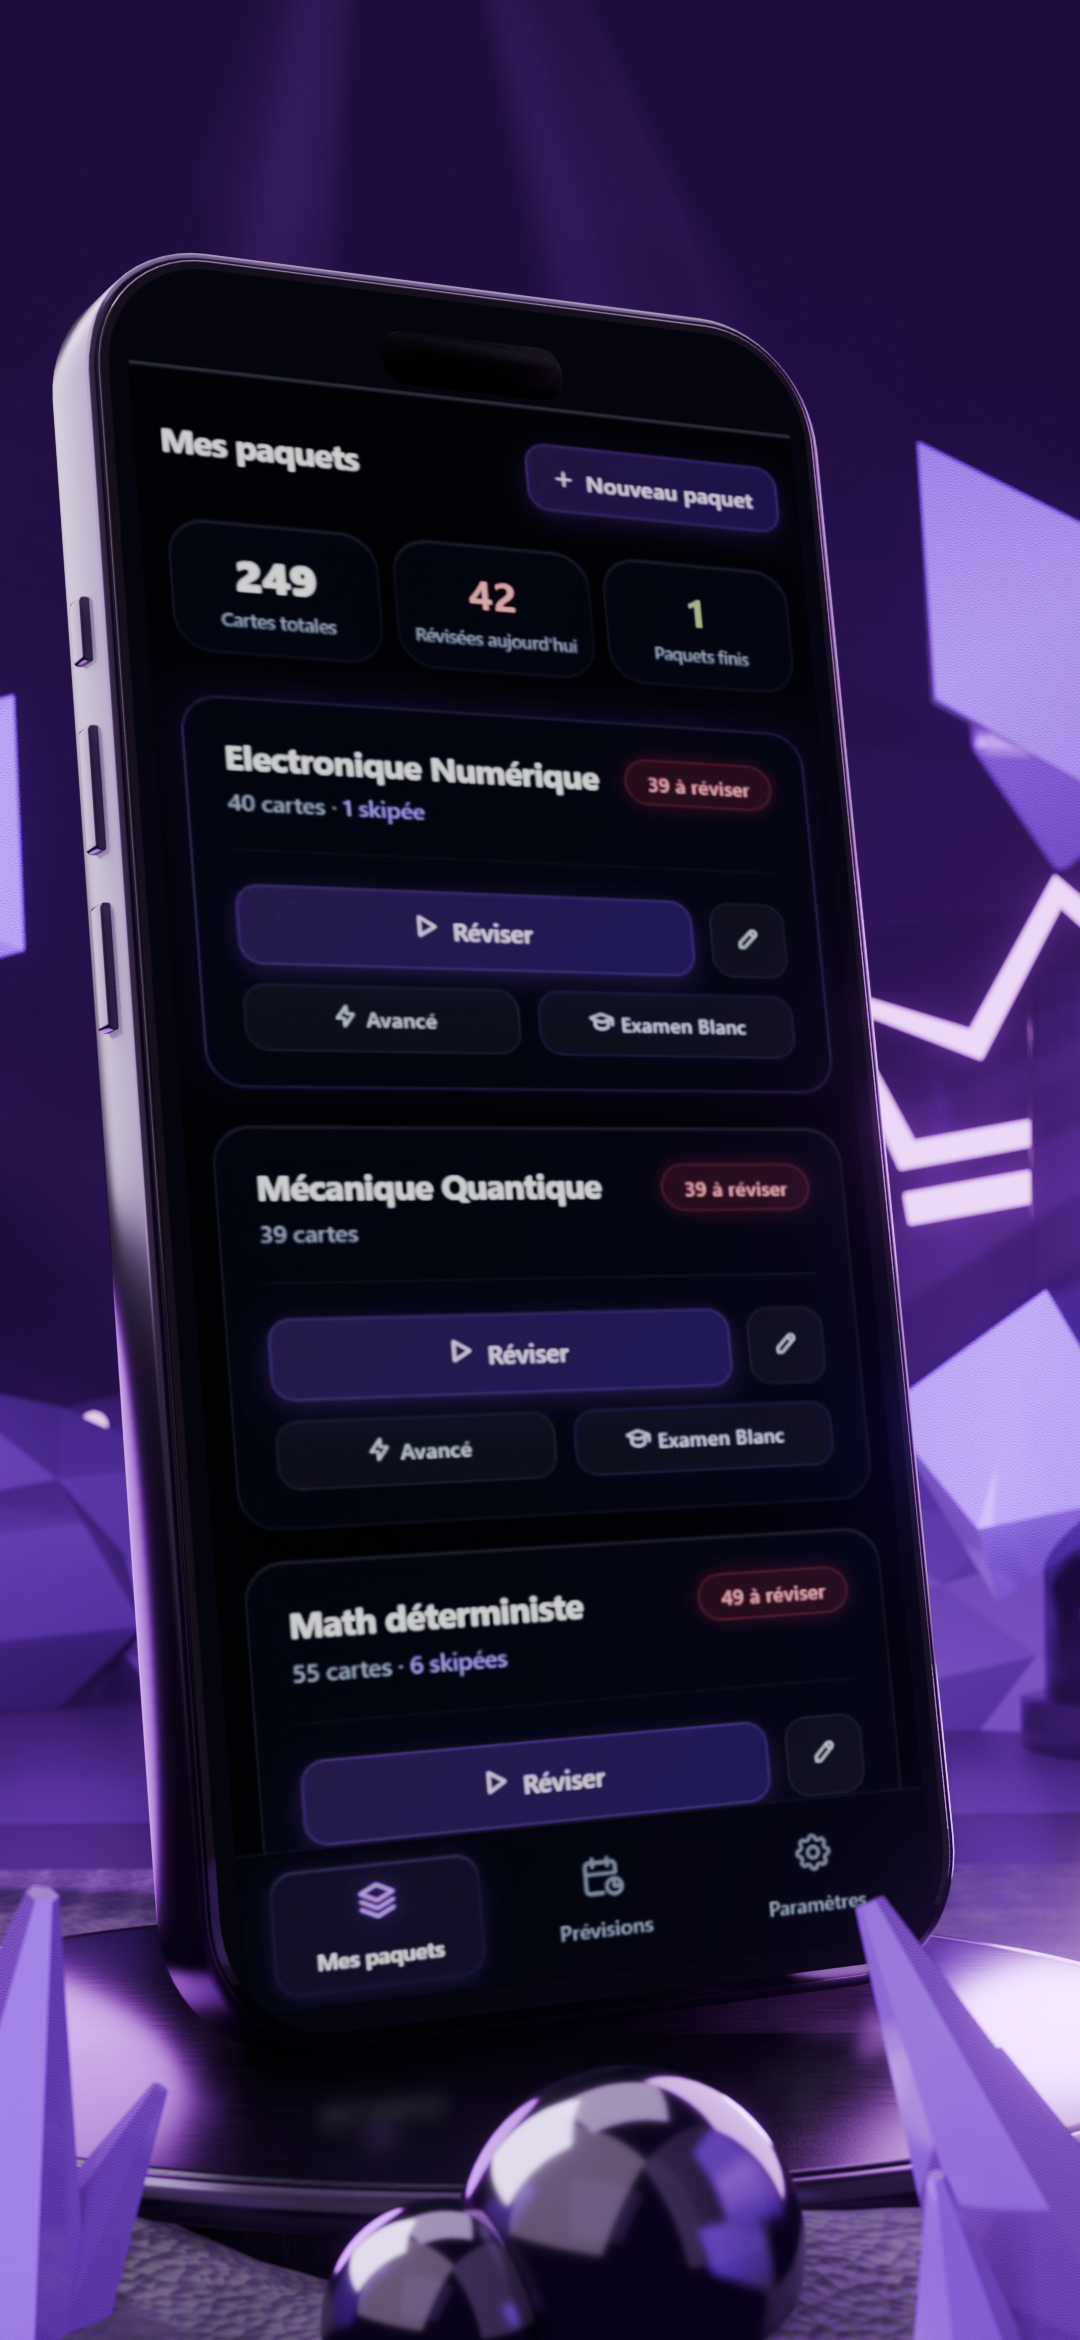 Mes paquets
+ Nouveau paquet
249
Cartes totales
42
Révisées aujourd'hui
1
Paquets finis
Electronique Numérique
39 à réviser
40 cartes · 1 skipée
Réviser
Avancé
Examen Blanc
Mécanique Quantique
39 à réviser
39 cartes
Réviser
Avancé
Examen Blanc
Math déterministe
49 à réviser
55 cartes · 6 skipées
Réviser
Mes paquets
Prévisions
Paramètres